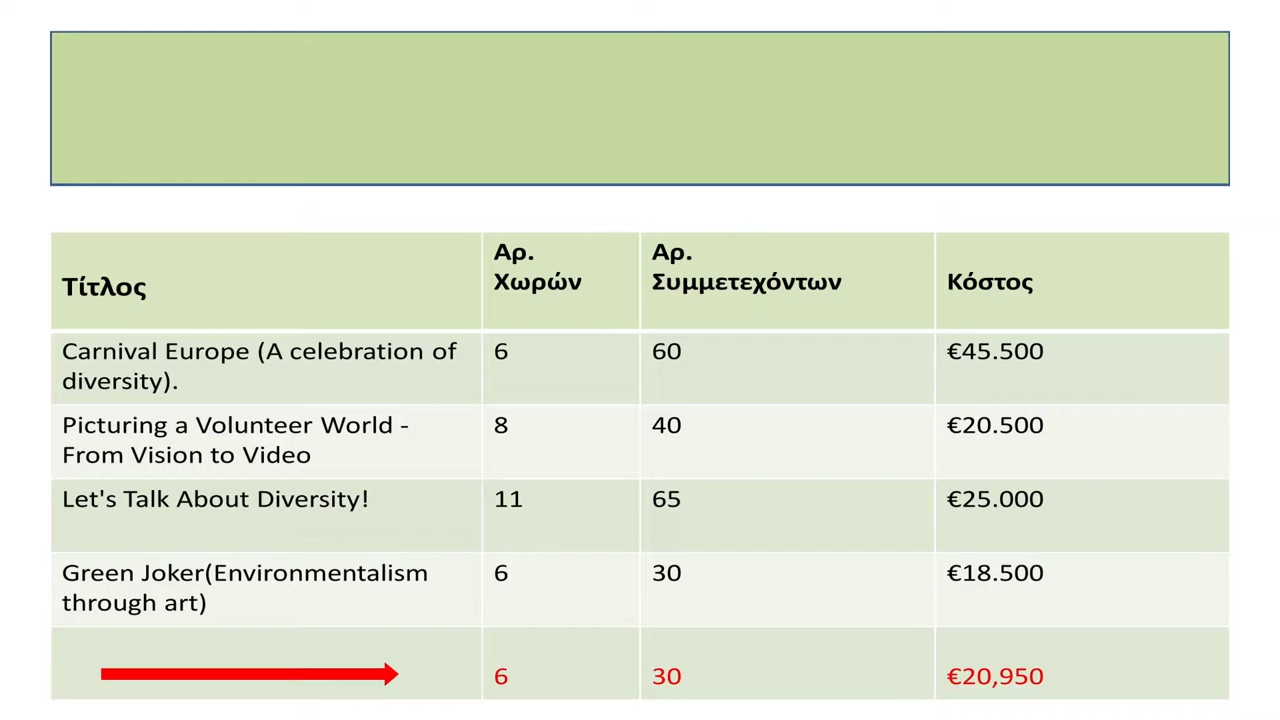 Τίτλος
Αρ. Χωρών
Αρ. Συμμετεχόντων
Κόστος
Carnival Europe (A celebration of diversity).
6
60
€45.500
Picturing a Volunteer World - From Vision to Video
8
40
€20.500
Let's Talk About Diversity!
11
65
€25.000
Green Joker(Environmentalism through art)
6
30
€18.500
6
30
€20,950